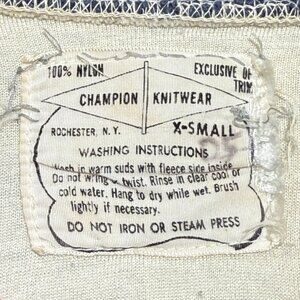 100% NYLON EXCLUSIVE OF
TRIM
CHAMPION KNITWEAR
ROCHESTER, N.Y. X-SMALL
WASHING INSTRUCTIONS
Wash in warm suds with fleece side inside
Do not wring or twist. Rinse in clear cool or
cold water. Hang to dry while wet. Brush
lightly if necessary.
DO NOT IRON OR STEAM PRESS